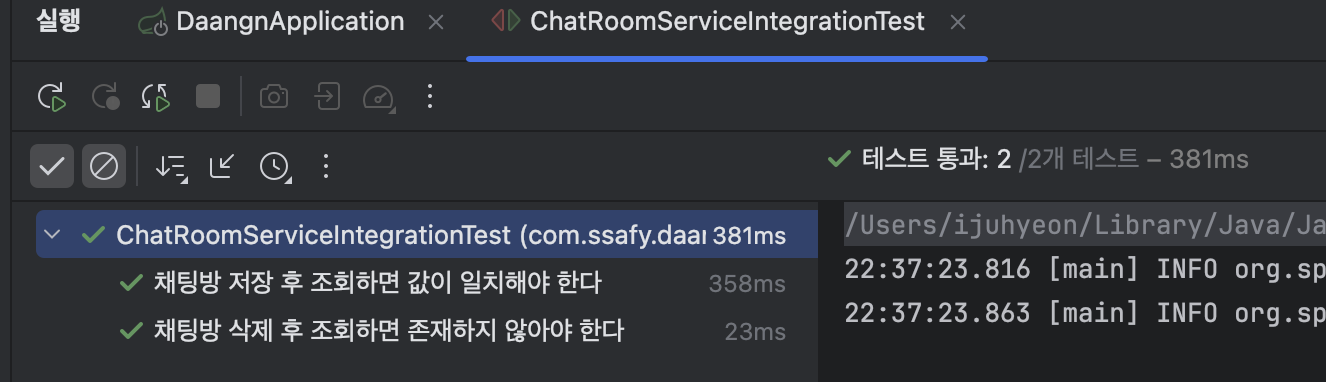 실행 DaangnApplication ChatRoomServiceIntegrationTest
테스트 통과: 2 /2개 테스트 – 381ms
ChatRoomServiceIntegrationTest (com.ssafy.daar 381ms
채팅방 저장 후 조회하면 값이 일치해야 한다 358ms
채팅방 삭제 후 조회하면 존재하지 않아야 한다 23ms
/Users/ijuhyeon/Library/Java/Ja
22:37:23.816 [main] INFO org.sp
22:37:23.863 [main] INFO org.sp